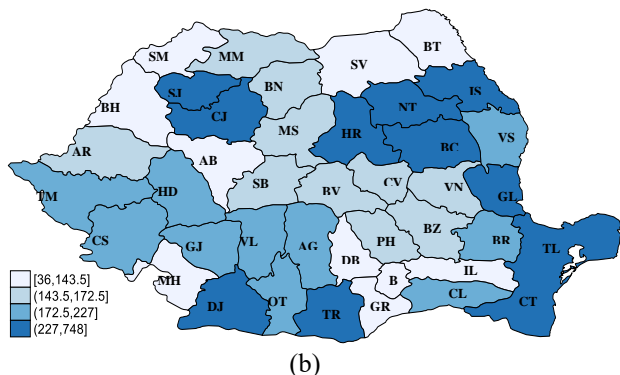 BT
SM
MM
SV
BN
SJ
IS
NT
BH
CJ
MS
HR
BC
VS
AR
AB
SB
BV
CV
VN
TM
HD
GL
CS
GJ
VL
AG
PH
BZ
BR
TL
DB
MH
B
IL
DJ
OT
TR
GR
CL
CT
[36,143.5]
(143.5,172.5]
(172.5,227]
(227,748]
(b)